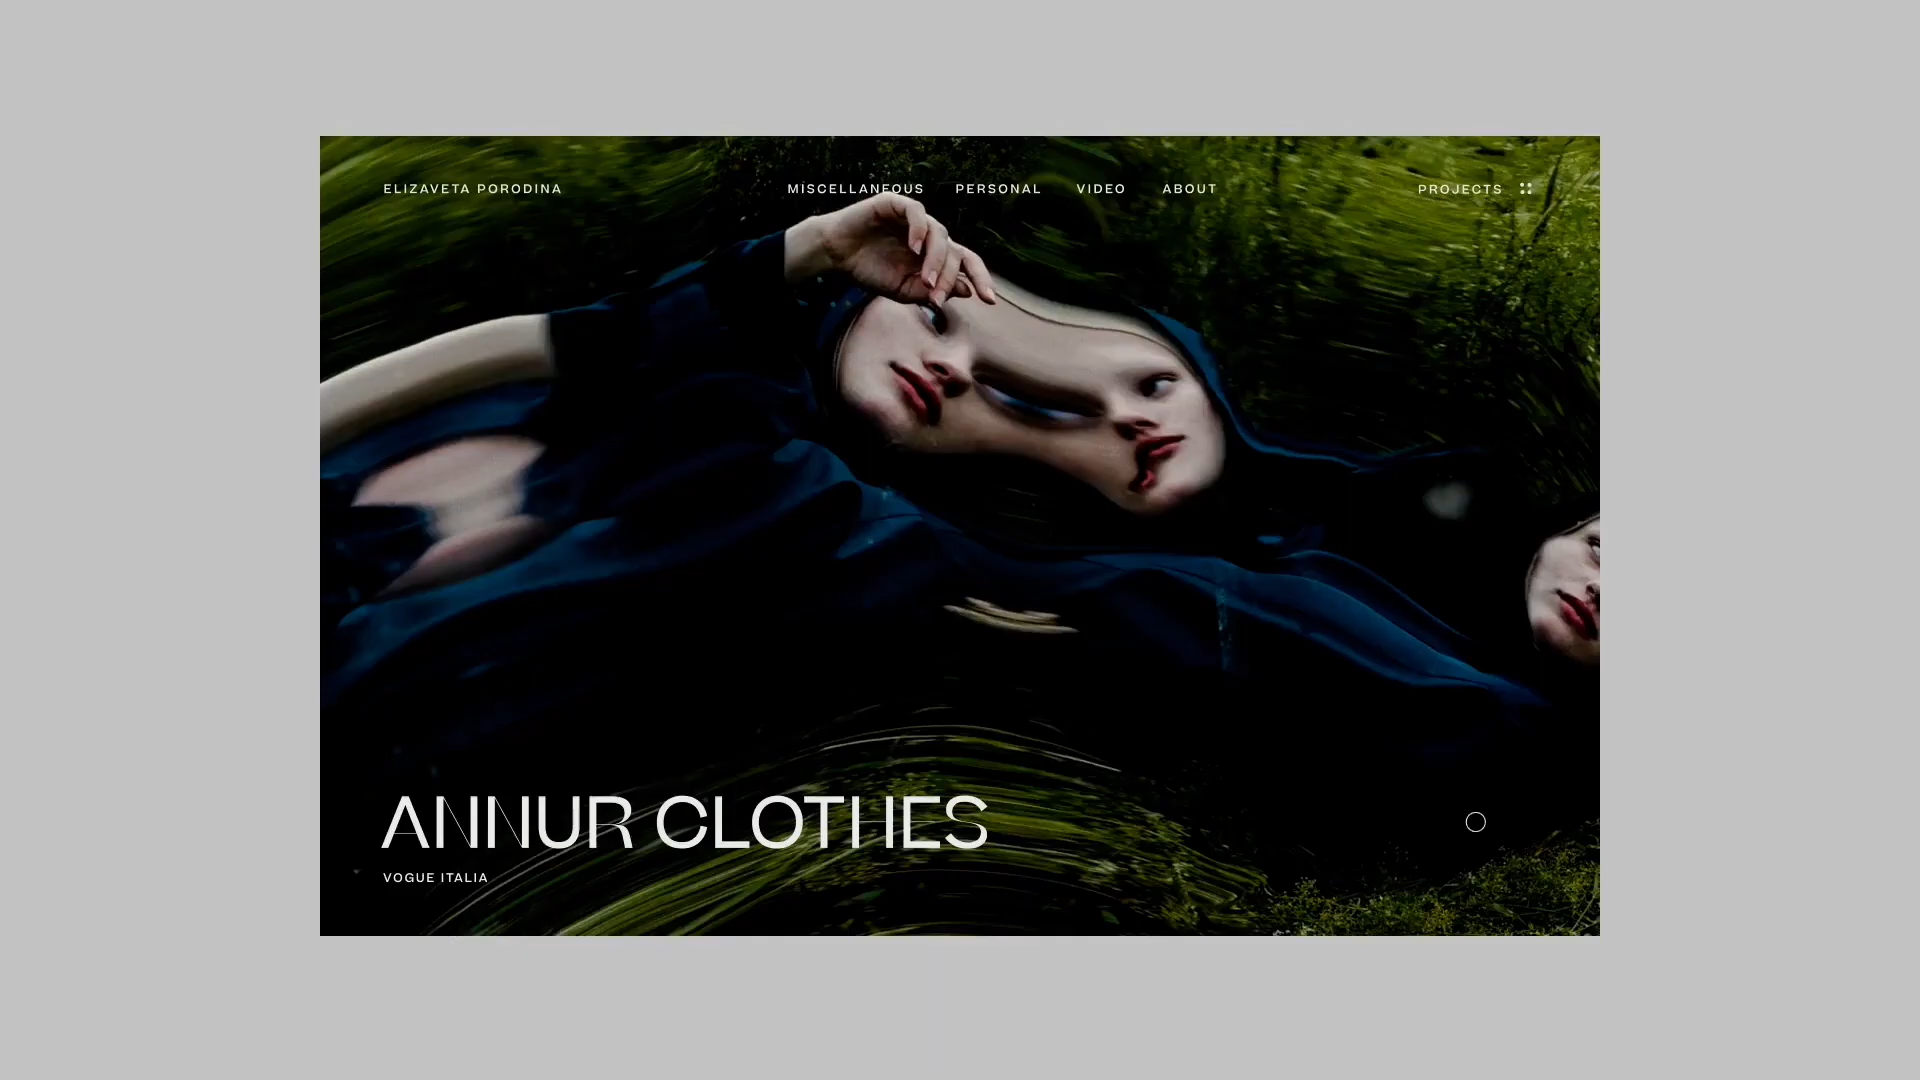 ELIZAVETA PORODINA
MISCELLANEOUS PERSONAL VIDEO ABOUT
PROJECTS
ANNUR CLOTHES
VOGUE ITALIA